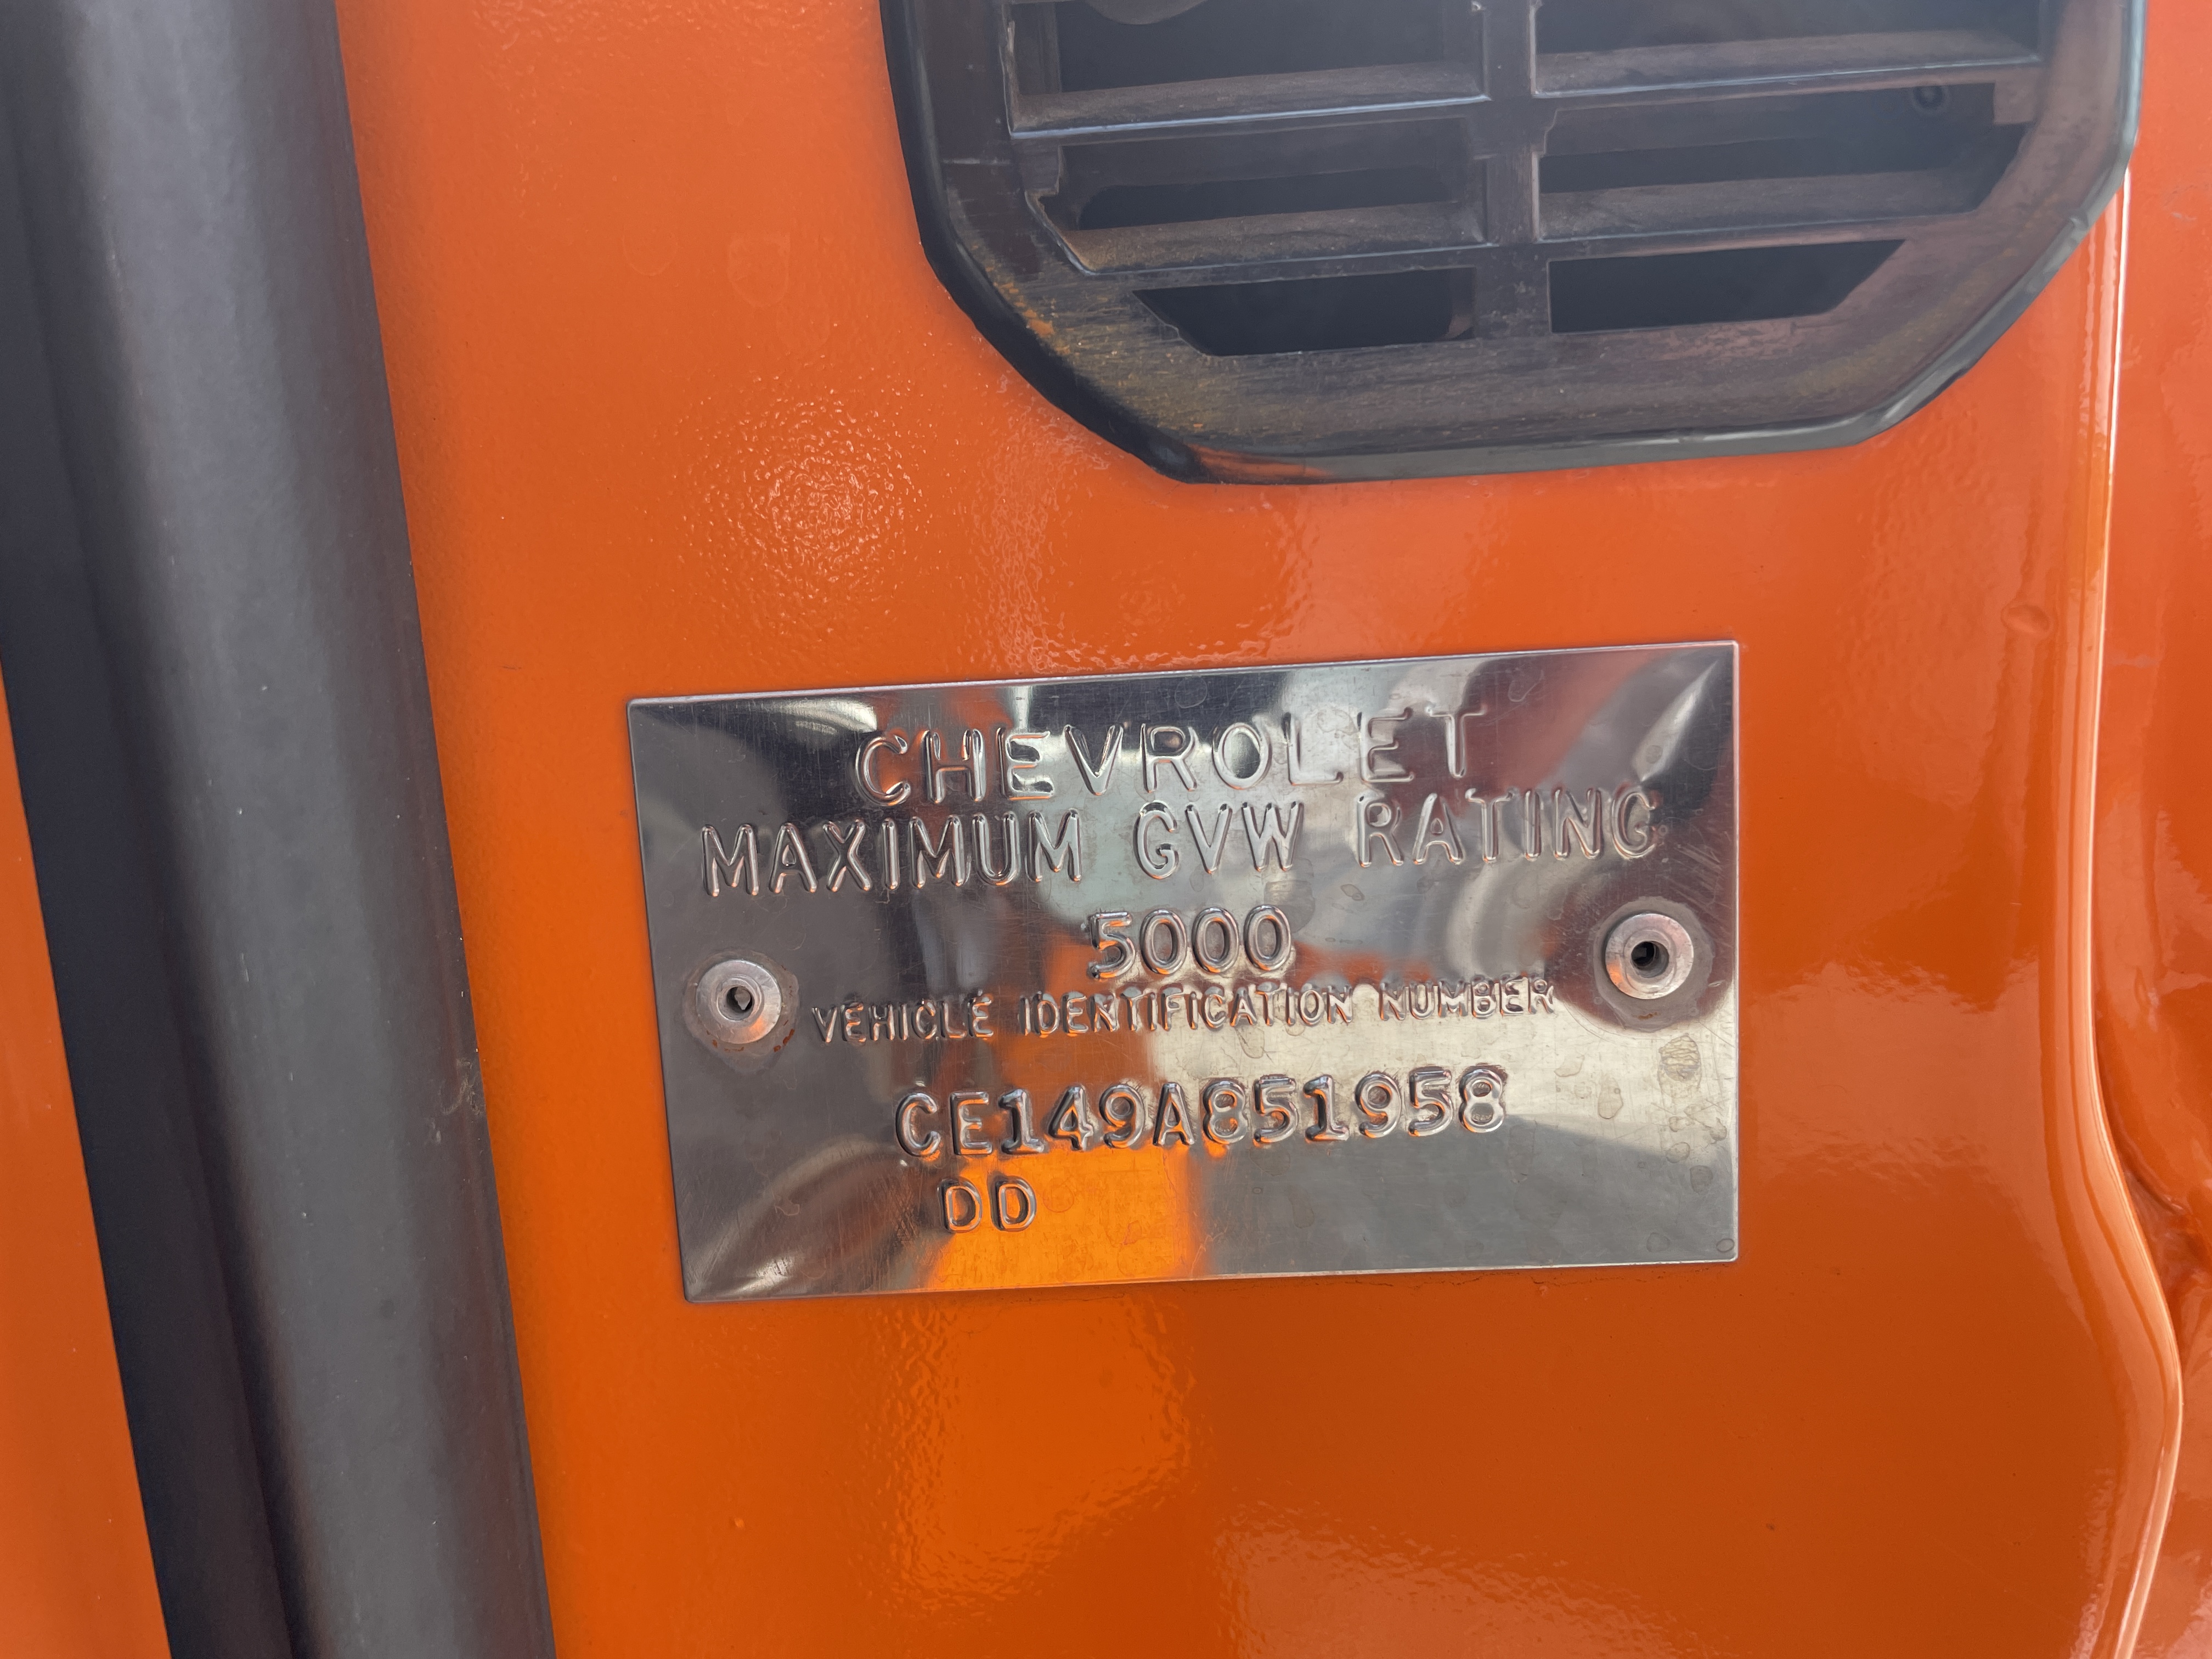 CHEVROLET
MAXIMUM GVW RATING
5000
VEHICLE IDENTIFICATION NUMBER
CE149A851958
DD